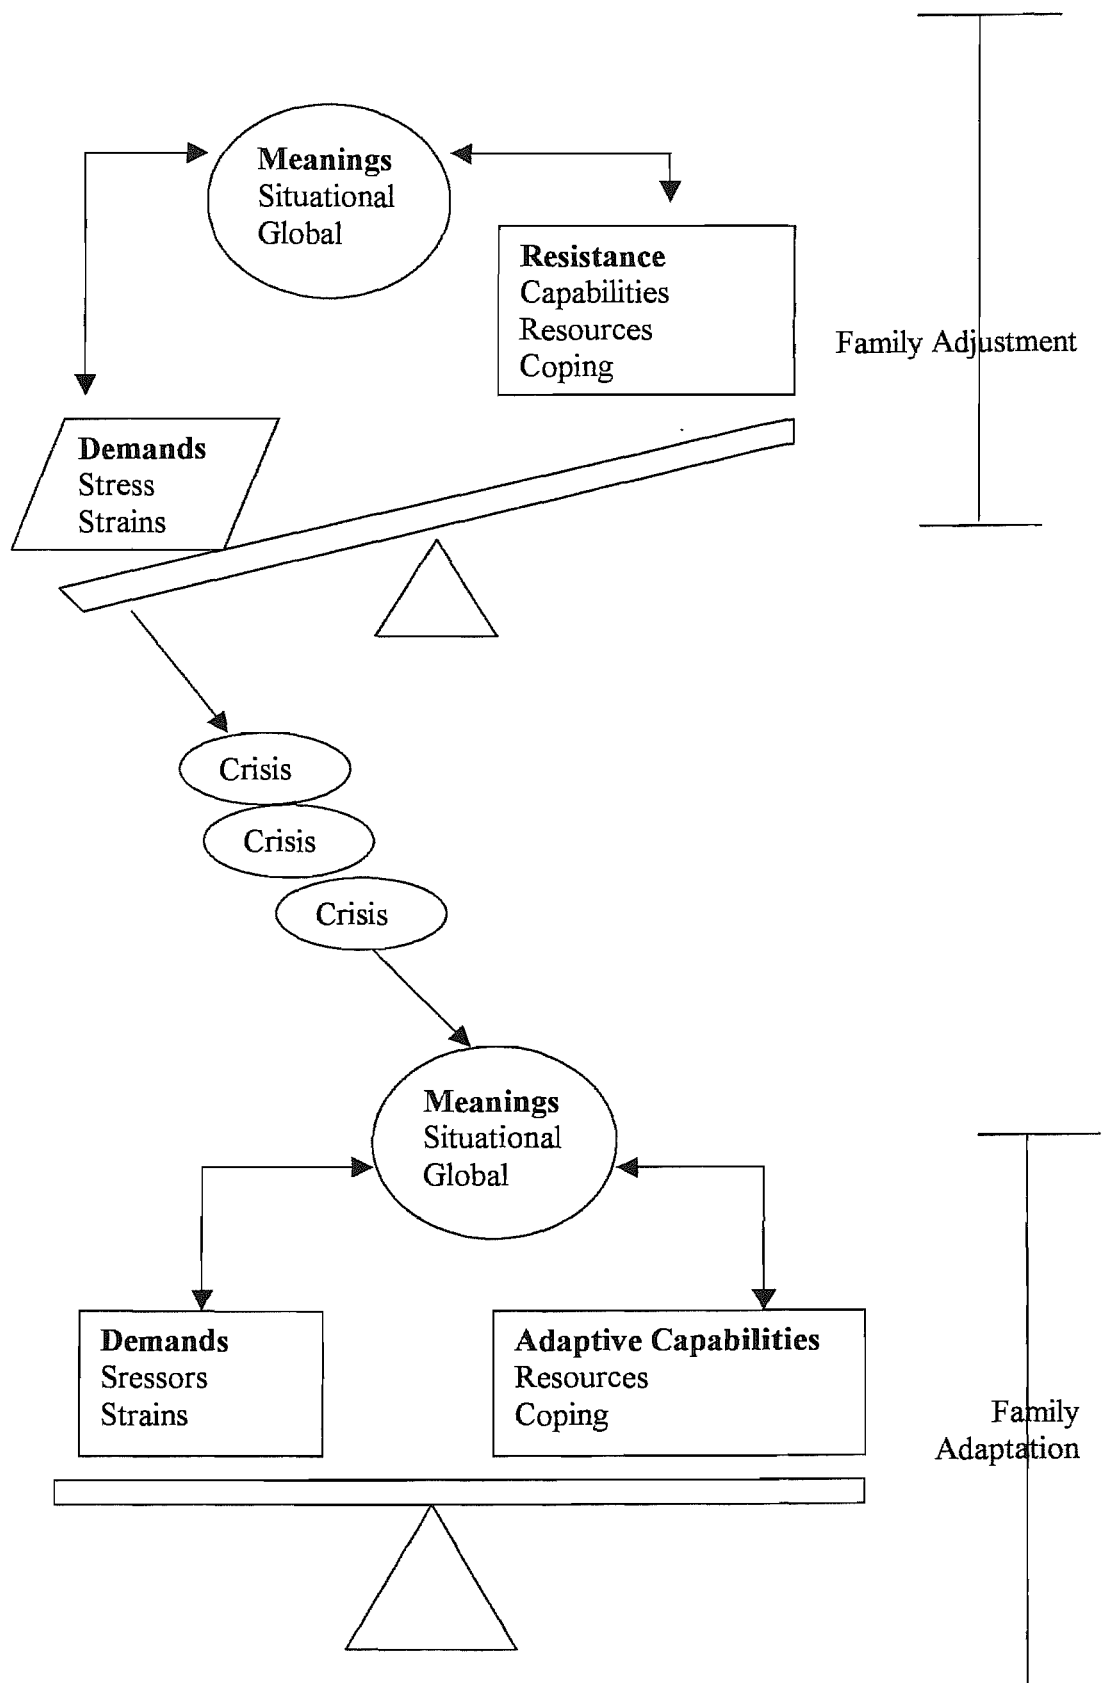 Meanings
Situational
Global
Resistance
Capabilities
Resources
Coping
Family Adjustment
Demands
Stress
Strains
Crisis
Crisis
Crisis
Meanings
Situational
Global
Demands
Sressors
Strains
Adaptive Capabilities
Resources
Coping
Family
Adaptation